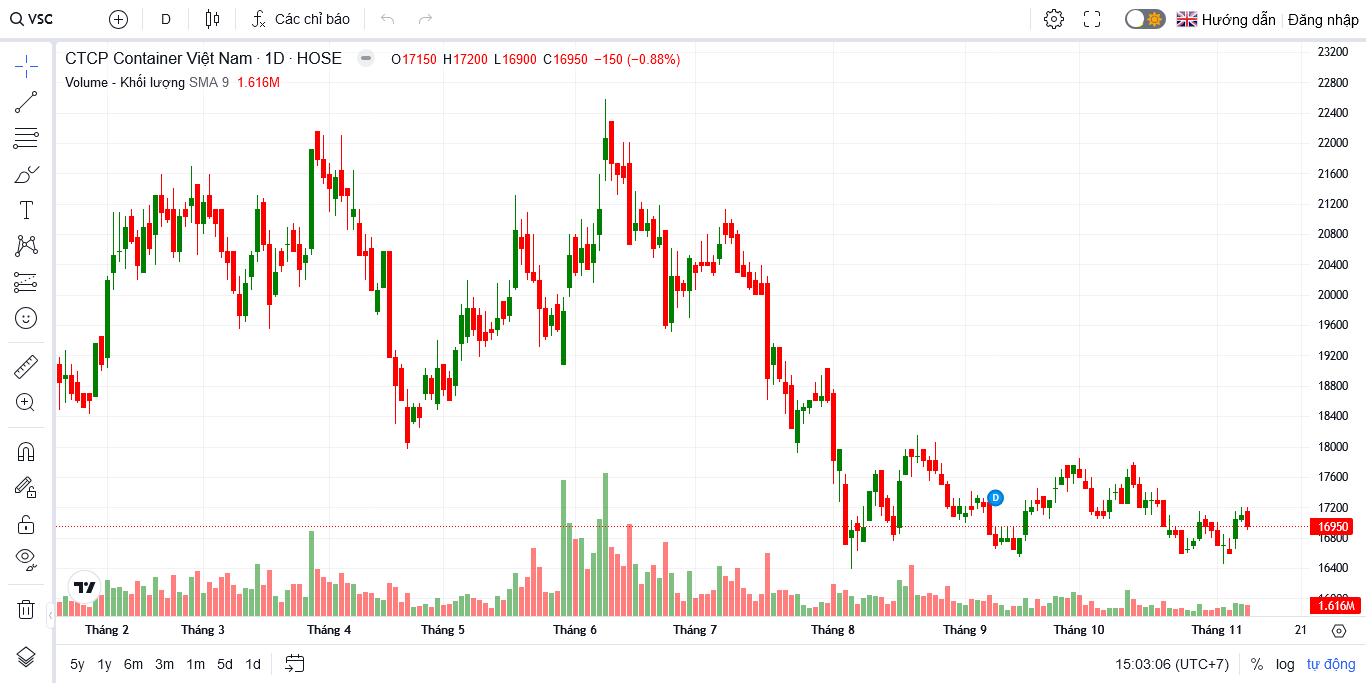 VSC D Các chỉ báo Hướng dẫn Đăng nhập
CTCP Container Việt Nam · 1D · HOSE O17150 H17200 L16900 C16950 −150 (−0.88%)
Volume - Khối lượng SMA 9 1.616M
23200
22800
22400
22000
21600
21200
20800
20400
20000
19600
19200
18800
18400
18000
17600
17200
16950
16800
16400
1.616M
D
Tháng 2 Tháng 3 Tháng 4 Tháng 5 Tháng 6 Tháng 7 Tháng 8 Tháng 9 Tháng 10 Tháng 11 21
5y 1y 6m 3m 1m 5d 1d 15:03:06 (UTC+7) % log tự động